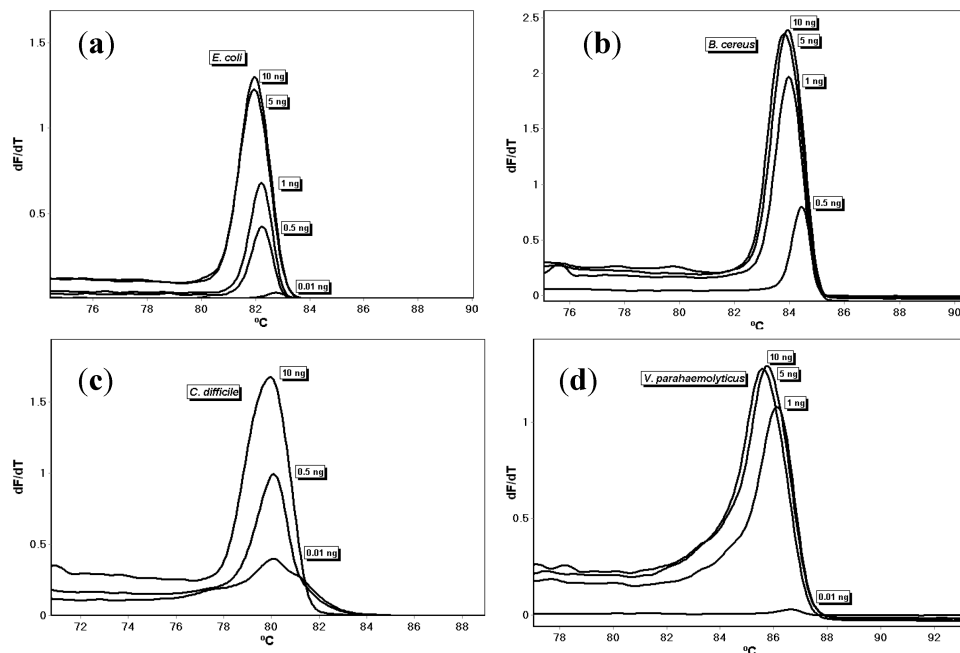 (a)
E. coli
10 ng
5 ng
1 ng
0.5 ng
0.01 ng
dF/dT
1.5
1
0.5
76 78 80 82 84 86 88 90
ºC
(b)
B. cereus
10 ng
5 ng
1 ng
0.5 ng
dF/dT
2.5
2
1.5
1
0.5
0
75 76 78 80 82 84 86 88 90
ºC
(c)
C. difficile
10 ng
0.5 ng
0.01 ng
dF/dT
1.5
1
0.5
0
72 74 76 78 80 82 84 86 88
ºC
(d)
V. parahaemolyticus
10 ng
5 ng
1 ng
0.01 ng
dF/dT
1
0.5
0
78 80 82 84 86 88 90 92
ºC